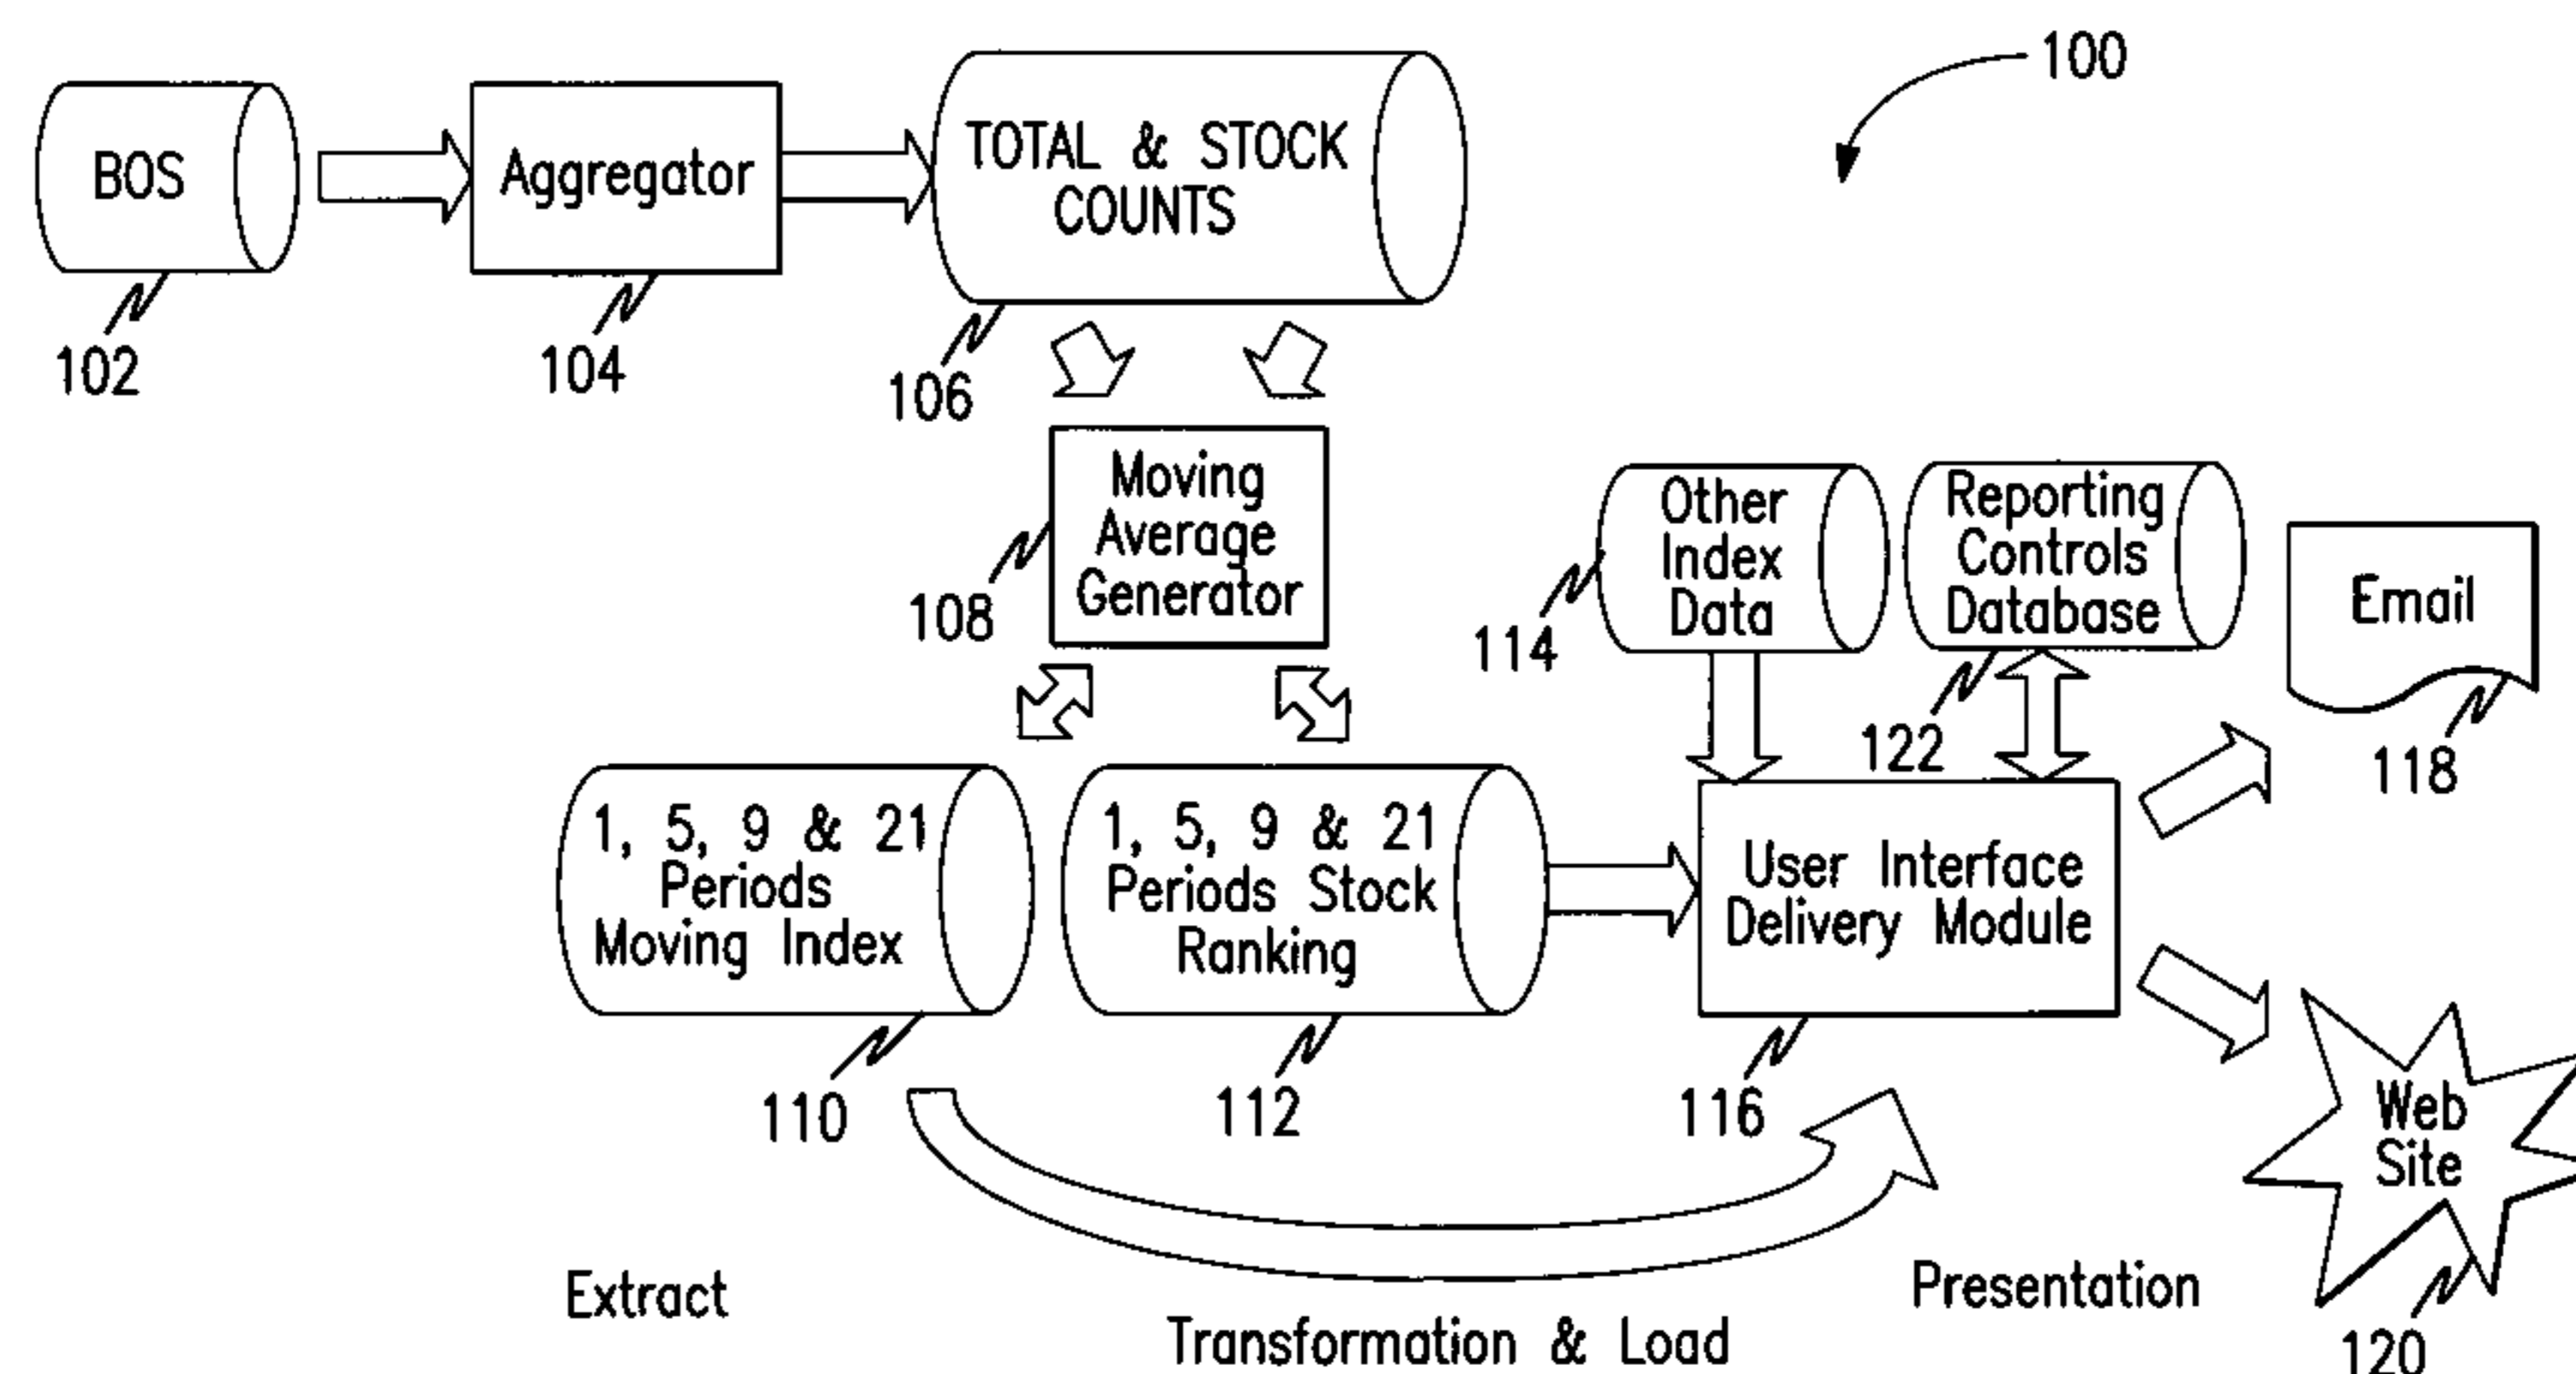 100
BOS
Aggregator
TOTAL & STOCK
COUNTS
102
104
106
Moving
Average
Generator
108
Other
Index
Data
114
Reporting
Controls
Database
122
Email
118
1, 5, 9 & 21
Periods
Moving Index
110
1, 5, 9 & 21
Periods Stock
Ranking
112
User Interface
Delivery Module
116
Web
Site
120
Extract
Transformation & Load
Presentation